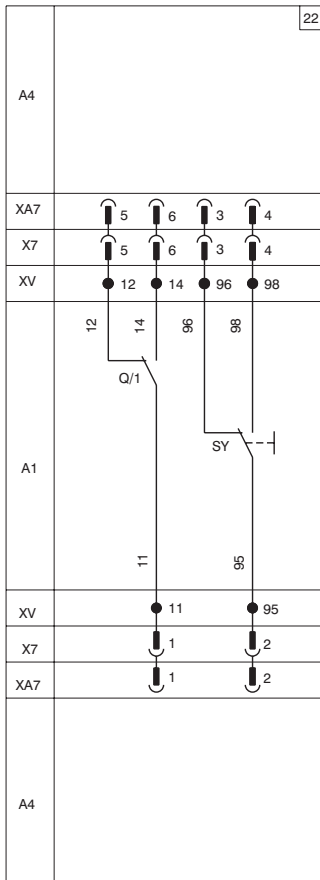 22
A4
XA7 5 6 3 4
X7 5 6 3 4
XV 12 14 96 98
12 14 96 98
Q/1
SY
A1
11 95
XV 11 95
X7 1 2
XA7 1 2
A4